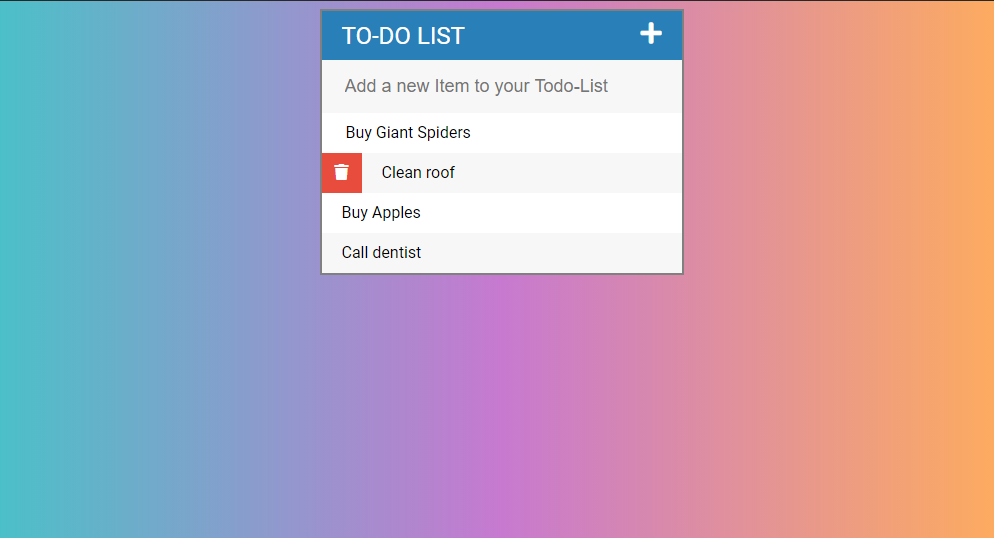 TO-DO LIST
Add a new Item to your Todo-List
Buy Giant Spiders
Clean roof
Buy Apples
Call dentist